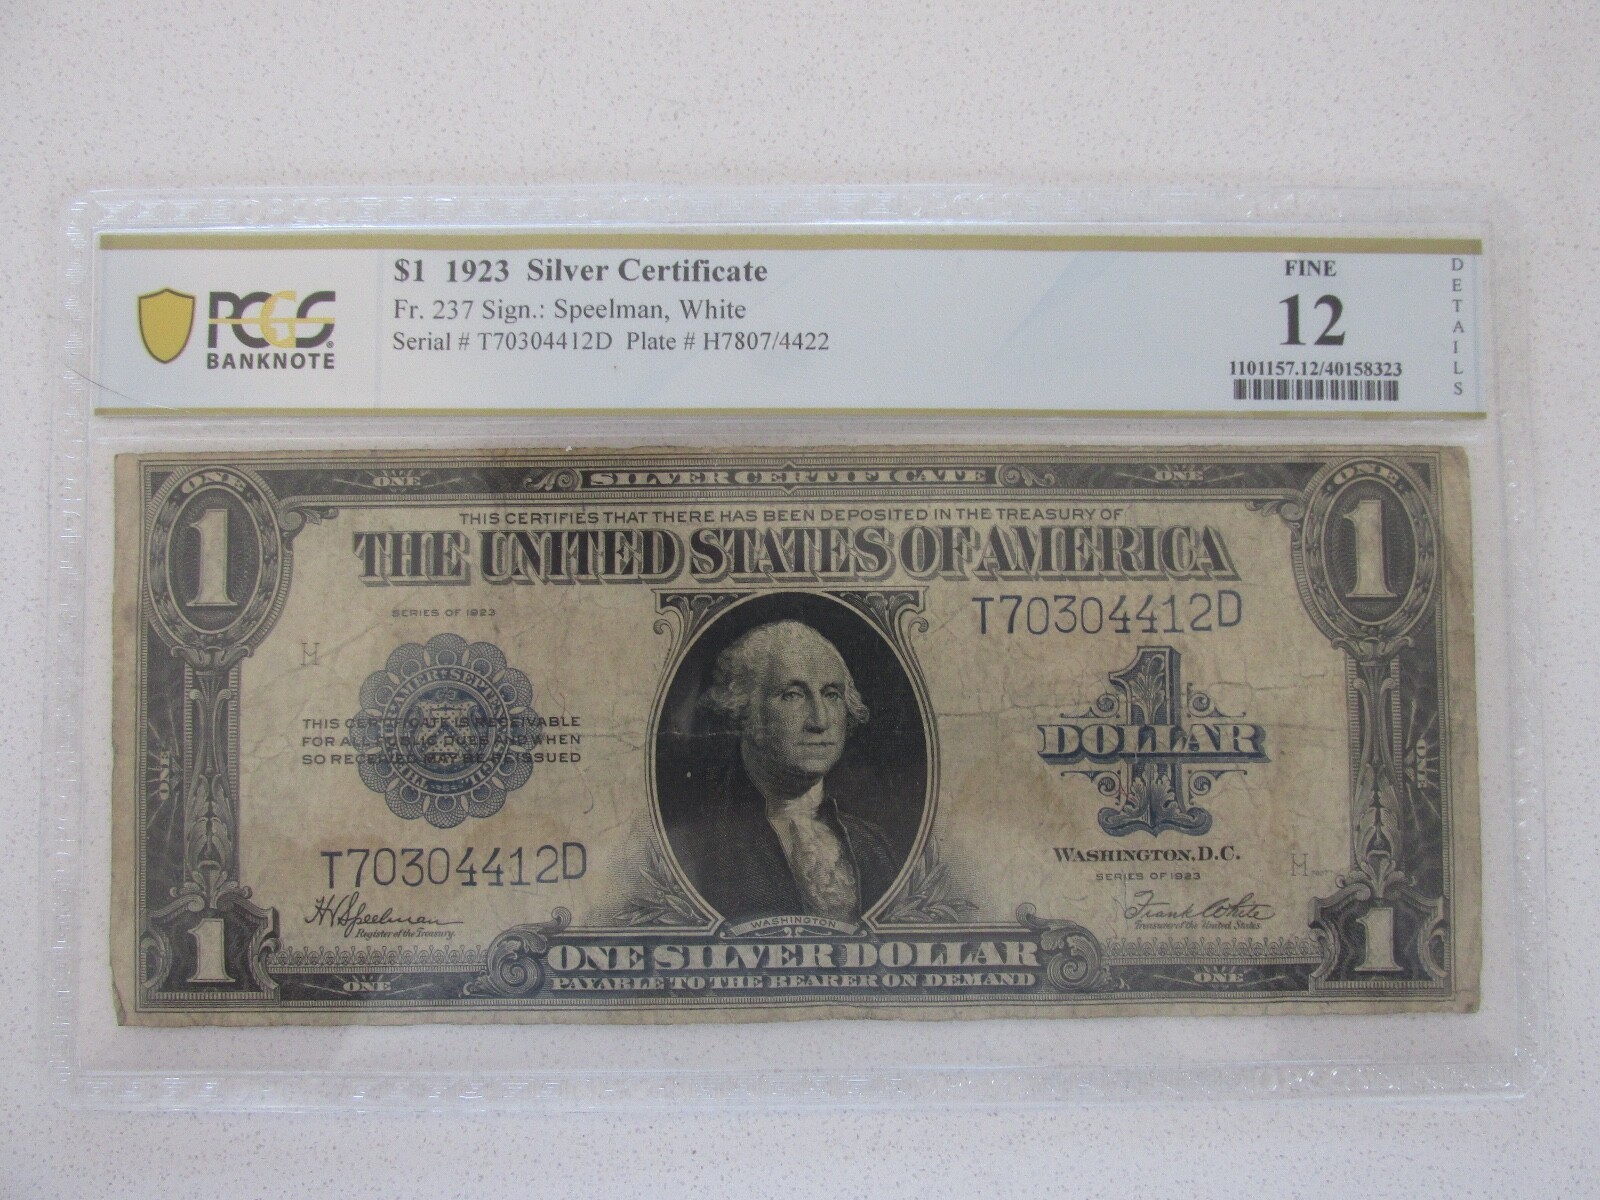 $1 1923 Silver Certificate
Fr. 237 Sign.: Speelman, White
Serial # T70304412D Plate # H7807/4422
PCGS
BANKNOTE
FINE
12
1101157.12/40158323
DETAILS
ONE
ONE
SILVER CERTIFICATE
ONE
ONE
1
1
THIS CERTIFIES THAT THERE HAS BEEN DEPOSITED IN THE TREASURY OF
THE UNITED STATES OF AMERICA
SERIES OF 1923
T70304412D
H
THIS CERTIFICATE IS RECEIVABLE
FOR ALL PUBLIC DUES AND WHEN
SO RECEIVED MAY BE REISSUED
1
DOLLAR
ONE
ONE
T70304412D
WASHINGTON, D.C.
SERIES OF 1923
H
H V Speelman
Register of the Treasury.
Frank White
Treasurer of the United States.
WASHINGTON
1
1
ONE SILVER DOLLAR
PAYABLE TO THE BEARER ON DEMAND
ONE
ONE